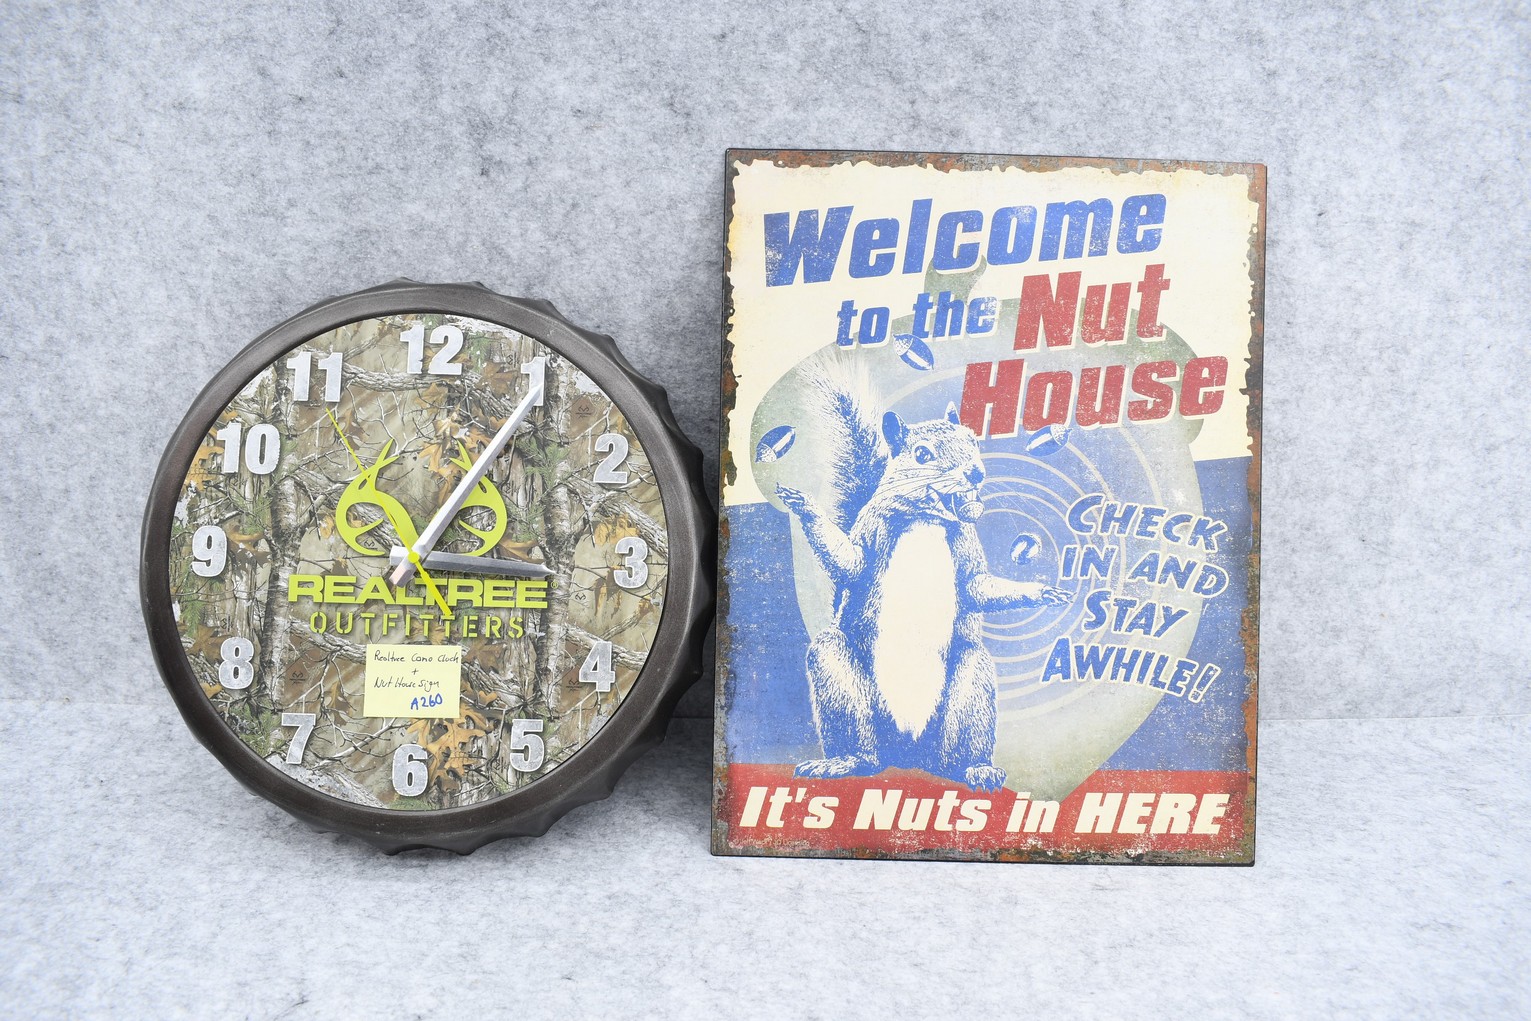 12
1
2
3
4
5
6
7
8
9
10
11
REALTREE®
OUTFITTERS
Realtree Camo Clock
+
Nut House Sign
A260
Welcome
to the Nut
House
CHECK
IN AND
STAY
AWHILE!
It's Nuts in HERE